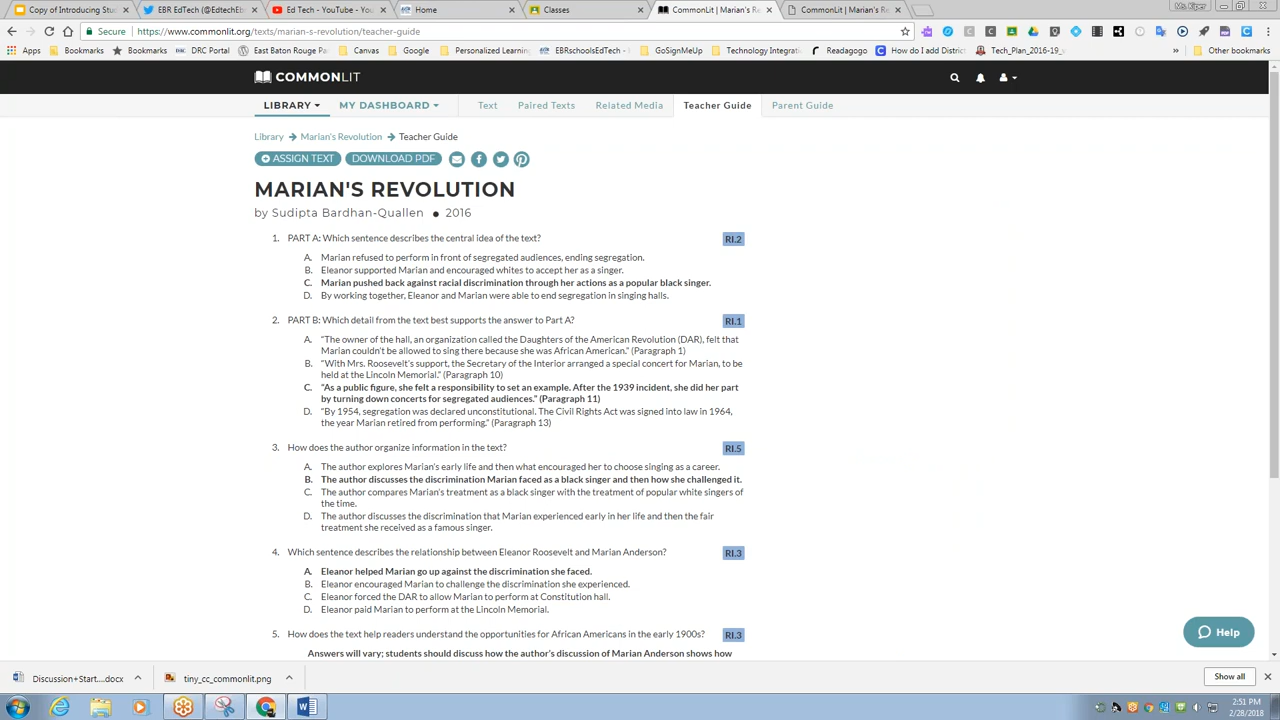 Copy of Introducing Stud
EBR EdTech (@EdtechEb
Ed Tech - YouTube - You
Home
Classes
CommonLit | Marian's Re
CommonLit | Marian's Re
Secure
https://www.commonlit.org/texts/marian-s-revolution/teacher-guide
Apps
Bookmarks
Bookmarks
DRC Portal
East Baton Rouge Pa
Canvas
Google
Personalized Learnin
EBRschoolsEdTech -
GoSignMeUp
Technology Integrati
Readagogo
How do I add District
Tech_Plan_2016-19_
»
Other bookmarks
COMMONLIT
LIBRARY
MY DASHBOARD
Text
Paired Texts
Related Media
Teacher Guide
Parent Guide
Library → Marian's Revolution → Teacher Guide
ASSIGN TEXT
DOWNLOAD PDF
MARIAN'S REVOLUTION
by Sudipta Bardhan-Quallen ● 2016
1. PART A: Which sentence describes the central idea of the text? RI.2
A. Marian refused to perform in front of segregated audiences, ending segregation.
B. Eleanor supported Marian and encouraged whites to accept her as a singer.
C. Marian pushed back against racial discrimination through her actions as a popular black singer.
D. By working together, Eleanor and Marian were able to end segregation in singing halls.
2. PART B: Which detail from the text best supports the answer to Part A? RI.1
A. "The owner of the hall, an organization called the Daughters of the American Revolution (DAR), felt that
Marian couldn't be allowed to sing there because she was African American." (Paragraph 1)
B. "With Mrs. Roosevelt's support, the Secretary of the Interior arranged a special concert for Marian, to be
held at the Lincoln Memorial." (Paragraph 10)
C. "As a public figure, she felt a responsibility to set an example. After the 1939 incident, she did her part
by turning down concerts for segregated audiences." (Paragraph 11)
D. "By 1954, segregation was declared unconstitutional. The Civil Rights Act was signed into law in 1964,
the year Marian retired from performing." (Paragraph 13)
3. How does the author organize information in the text? RI.5
A. The author explores Marian's early life and then what encouraged her to choose singing as a career.
B. The author discusses the discrimination Marian faced as a black singer and then how she challenged it.
C. The author compares Marian's treatment as a black singer with the treatment of popular white singers of
the time.
D. The author discusses the discrimination that Marian experienced early in her life and then the fair
treatment she received as a famous singer.
4. Which sentence describes the relationship between Eleanor Roosevelt and Marian Anderson? RI.3
A. Eleanor helped Marian go up against the discrimination she faced.
B. Eleanor encouraged Marian to challenge the discrimination she experienced.
C. Eleanor forced the DAR to allow Marian to perform at Constitution hall.
D. Eleanor paid Marian to perform at the Lincoln Memorial.
5. How does the text help readers understand the opportunities for African Americans in the early 1900s? RI.3
Answers will vary; students should discuss how the author's discussion of Marian Anderson shows how
Help
Discussion+Start....docx
tiny_cc_commonlit.png
Show all
2:51 PM
2/28/2018